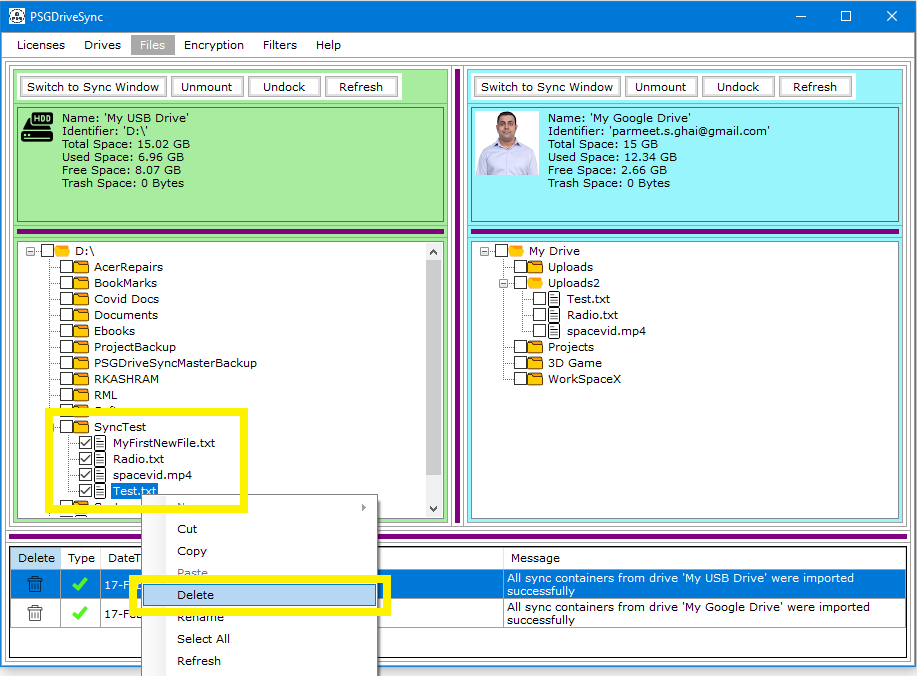 PSGDriveSync
Licenses Drives Files Encryption Filters Help
Switch to Sync Window Unmount Undock Refresh
HDD
Name: 'My USB Drive'
Identifier: 'D:\'
Total Space: 15.02 GB
Used Space: 6.96 GB
Free Space: 8.07 GB
Trash Space: 0 Bytes
D:\
AcerRepairs
BookMarks
Covid Docs
Documents
Ebooks
ProjectBackup
PSGDriveSyncMasterBackup
RKASHRAM
RML
SyncTest
MyFirstNewFile.txt
Radio.txt
spacevid.mp4
Test.txt
Switch to Sync Window Unmount Undock Refresh
Name: 'My Google Drive'
Identifier: 'parmeet.s.ghai@gmail.com'
Total Space: 15 GB
Used Space: 12.34 GB
Free Space: 2.66 GB
Trash Space: 0 Bytes
My Drive
Uploads
Uploads2
Test.txt
Radio.txt
spacevid.mp4
Projects
3D Game
WorkSpaceX
Cut
Copy
Paste
Delete
Rename
Select All
Refresh
Delete Type DateT Message
17-F All sync containers from drive 'My USB Drive' were imported
successfully
17-F All sync containers from drive 'My Google Drive' were imported
successfully